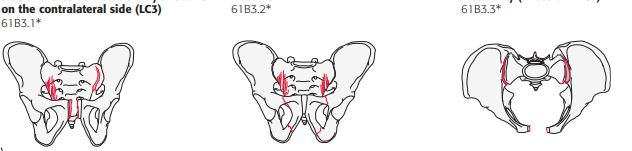 on the contralateral side (LC3)
61B3.1*
61B3.2*
61B3.3*